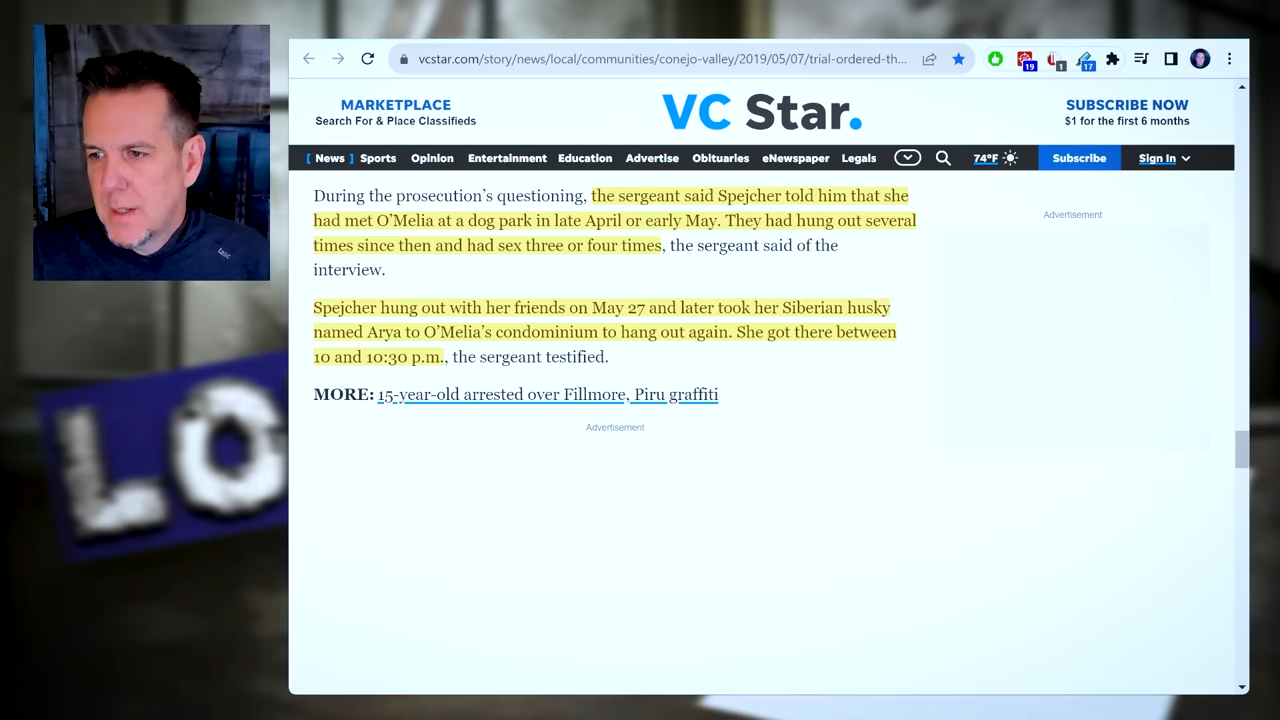 vcstar.com/story/news/local/communities/conejo-valley/2019/05/07/trial-ordered-th...
19
1
17
MARKETPLACE
Search For & Place Classifieds
VC Star.
SUBSCRIBE NOW
$1 for the first 6 months
[ News ] Sports Opinion Entertainment Education Advertise Obituaries eNewspaper Legals 74°F Subscribe Sign In
During the prosecution’s questioning, the sergeant said Spejcher told him that she
had met O’Melia at a dog park in late April or early May. They had hung out several
times since then and had sex three or four times, the sergeant said of the
interview.
Advertisement
Spejcher hung out with her friends on May 27 and later took her Siberian husky
named Arya to O’Melia’s condominium to hang out again. She got there between
10 and 10:30 p.m., the sergeant testified.
MORE: 15-year-old arrested over Fillmore, Piru graffiti
Advertisement
LO